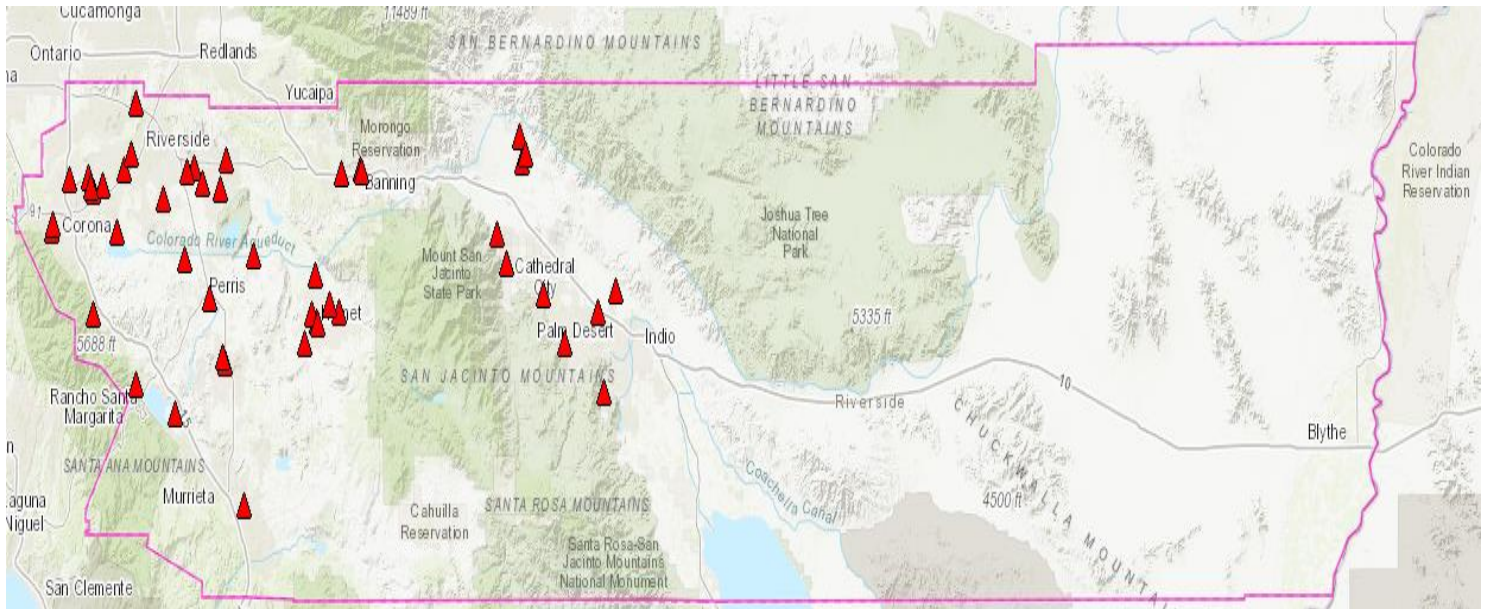 Cucamonga
11489 ft
SAN BERNARDINO MOUNTAINS
Ontario
Redlands
Yucaipa
LITTLE SAN
BERNARDINO
MOUNTAINS
Riverside
Morongo
Reservation
Banning
Colorado
River Indian
Reservation
91
Corona
Colorado River Aqueduct
Joshua Tree
National
Park
Mount San
Jacinto
State Park
Cathedral
City
Perris
5335 ft
Palm Desert
Indio
5688 ft
SAN JACINTO MOUNTAINS
10
Rancho Santa
Margarita
15
Riverside
CHUCKWALLA MOUNTAI
Blythe
SANTA ANA MOUNTAINS
Murrieta
Coachella Canal
4500 ft
Cahuilla
Reservation
SANTA ROSA MOUNTAINS
Laguna
Niguel
Santa Rosa-San
Jacinto Mountains
National Monument
San Clemente